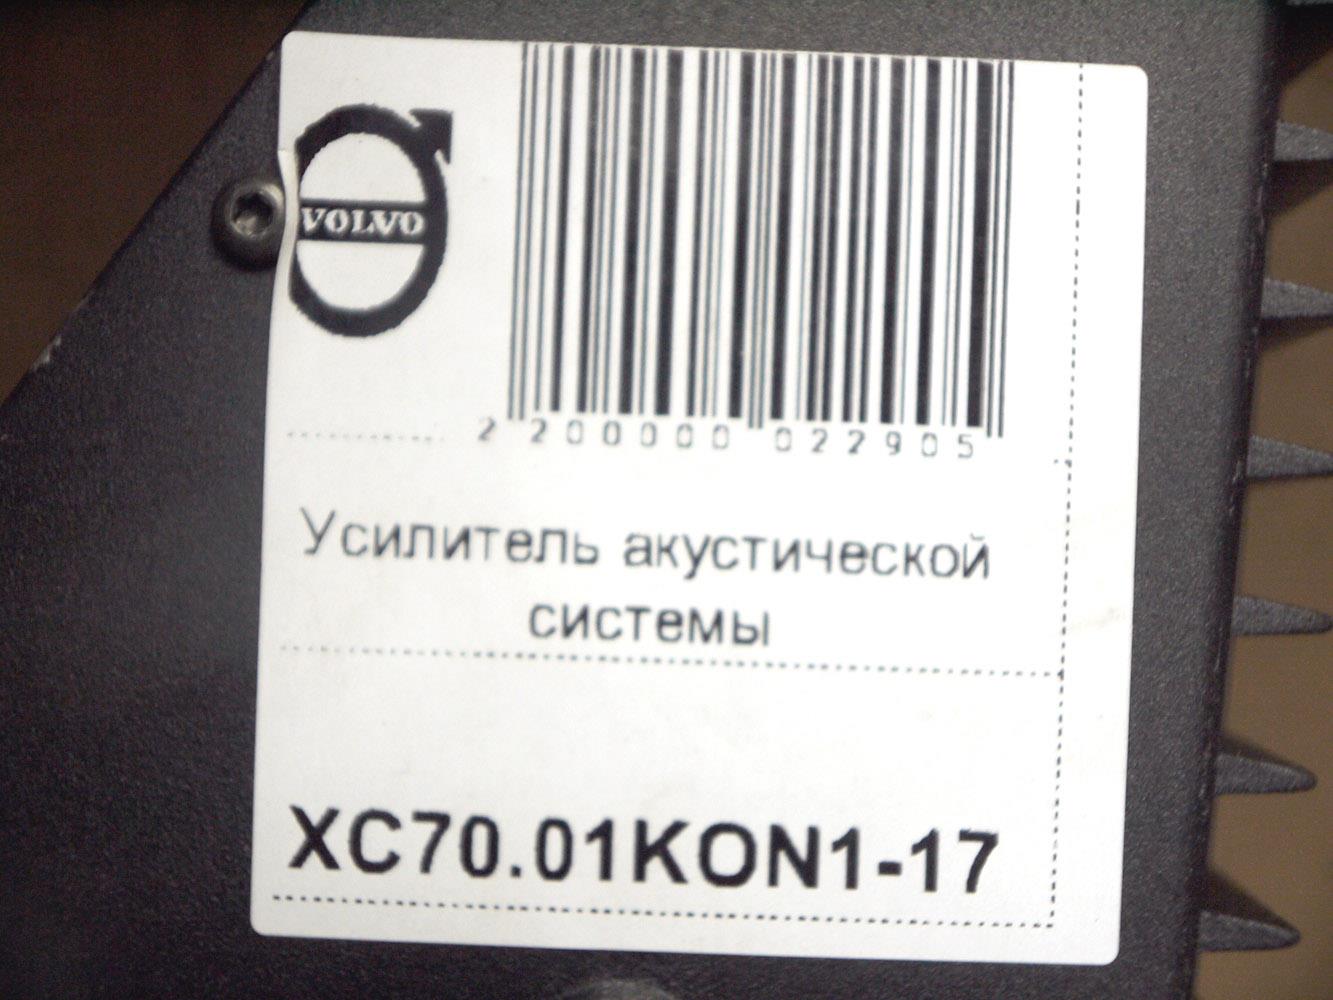 VOLVO
2 200000 022905
Усилитель акустической
системы
XC70.01KON1-17